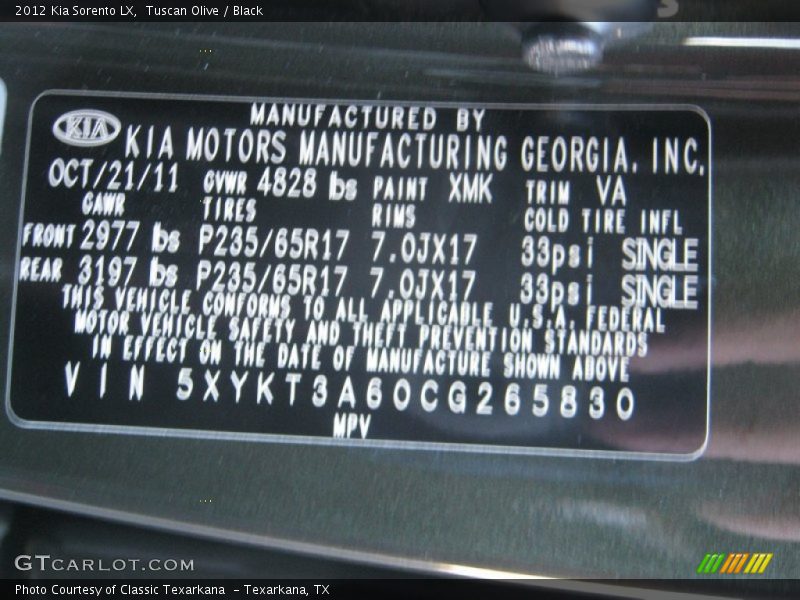 2012 Kia Sorento LX, Tuscan Olive / Black
MANUFACTURED BY
KIA KIA MOTORS MANUFACTURING GEORGIA, INC.
OCT/21/11 GVWR 4828 lbs PAINT XMK TRIM VA
GAWR TIRES RIMS COLD TIRE INFL
FRONT 2977 lbs P235/65R17 7.0JX17 33psi SINGLE
REAR 3197 lbs P235/65R17 7.0JX17 33psi SINGLE
THIS VEHICLE CONFORMS TO ALL APPLICABLE U.S.A. FEDERAL
MOTOR VEHICLE SAFETY AND THEFT PREVENTION STANDARDS
IN EFFECT ON THE DATE OF MANUFACTURE SHOWN ABOVE
VIN 5XYKT3A60CG265830
MPV
GTCARLOT.COM
Photo Courtesy of Classic Texarkana - Texarkana, TX